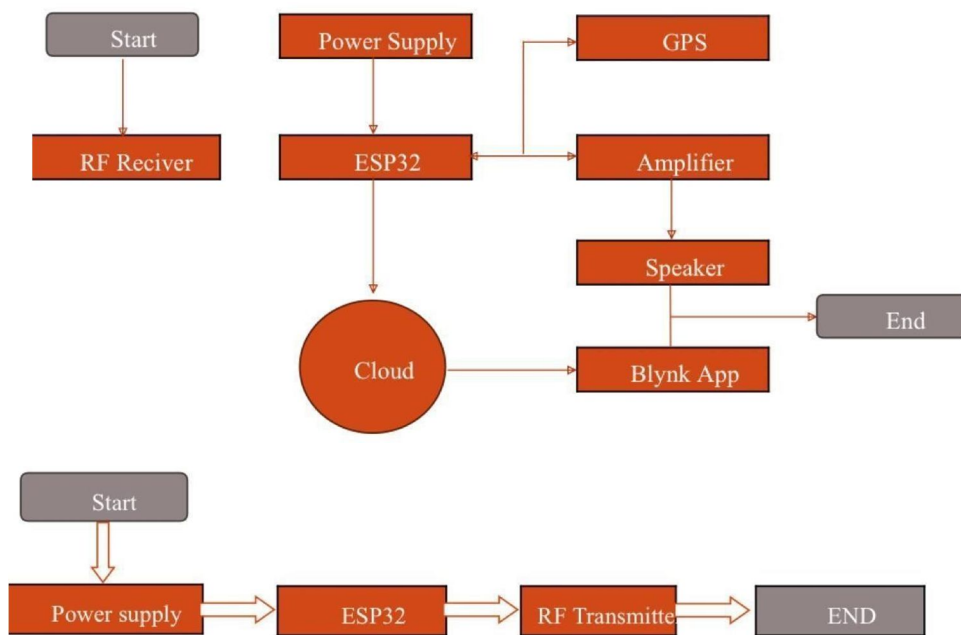 Start
Power Supply
GPS
RF Reciver
ESP32
Amplifier
Speaker
End
Cloud
Blynk App
Start
Power supply
ESP32
RF Transmitte
END